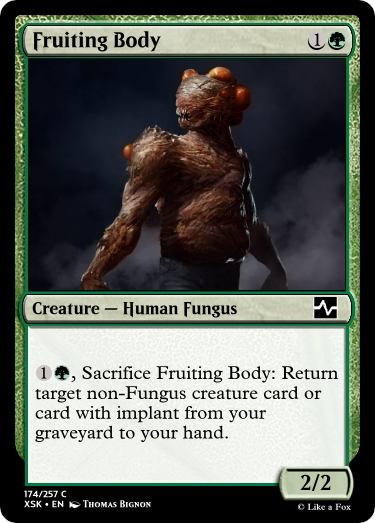 Fruiting Body 1
Creature — Human Fungus
1, Sacrifice Fruiting Body: Return
target non-Fungus creature card or
card with implant from your
graveyard to your hand.
2/2
174/257 C
XSK • EN Thomas Bignon
© Like a Fox